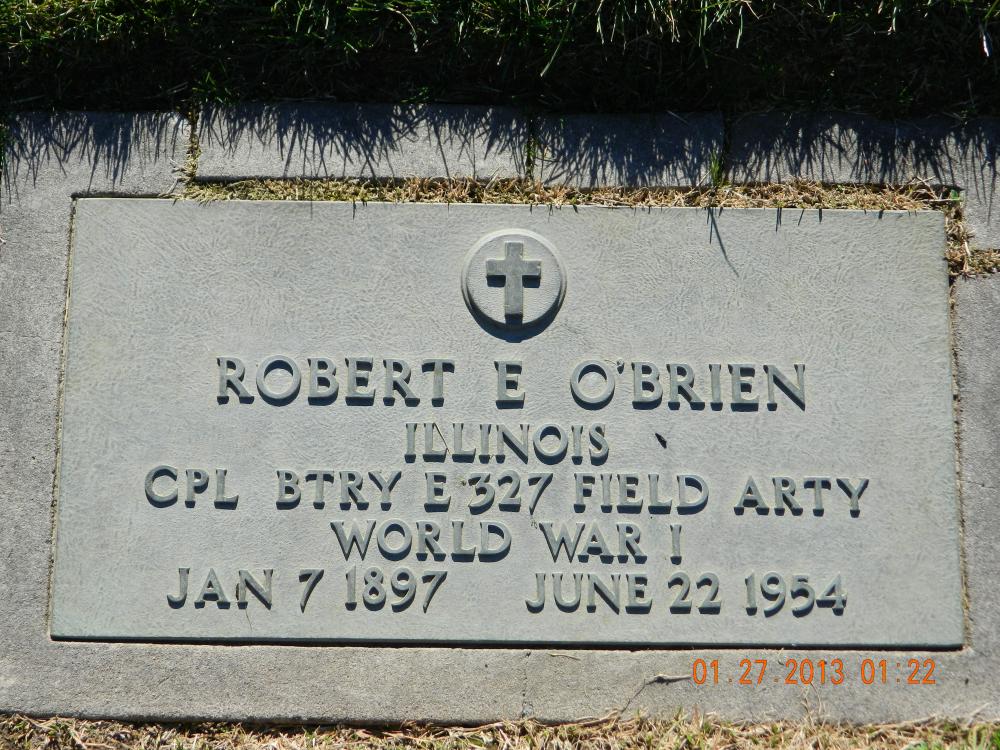 ROBERT E O'BRIEN
ILLINOIS
CPL BTRY E 327 FIELD ARTY
WORLD WAR I
JAN 7 1897 JUNE 22 1954
01.27.2013 01:22